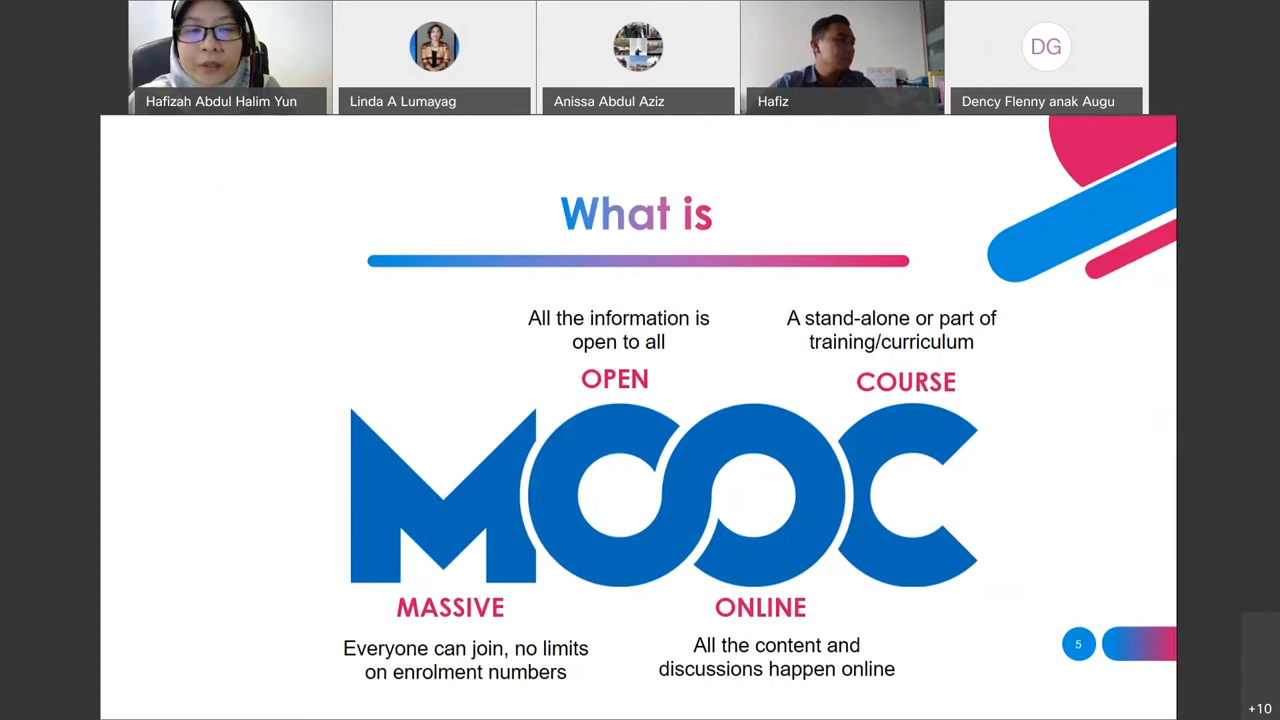 Hafizah Abdul Halim Yun
Linda A Lumayag
Anissa Abdul Aziz
Hafiz
DG
Dency Flenny anak Augu
What is
All the information is
open to all
OPEN
A stand-alone or part of
training/curriculum
COURSE
MOOC
MASSIVE
Everyone can join, no limits
on enrolment numbers
ONLINE
All the content and
discussions happen online
5
+10